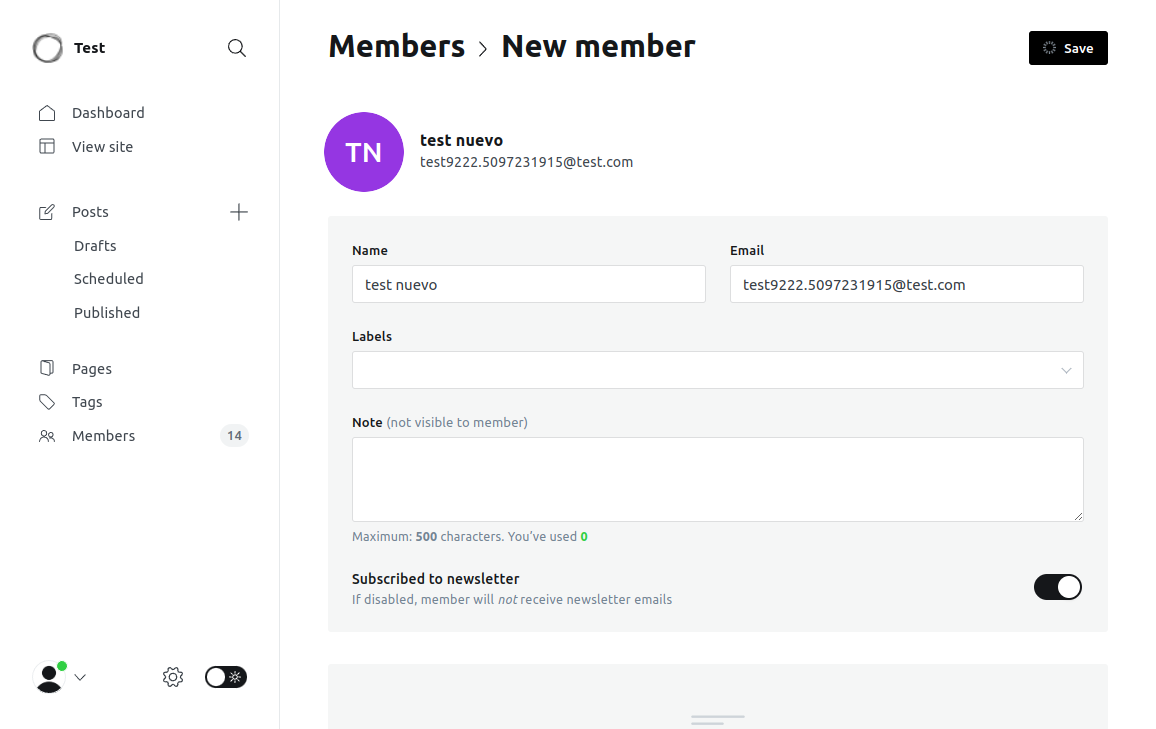 Test
Dashboard
View site
Posts
Drafts
Scheduled
Published
Pages
Tags
Members 14
Members > New member
Save
TN
test nuevo
test9222.5097231915@test.com
Name
test nuevo
Email
test9222.5097231915@test.com
Labels
Note (not visible to member)
Maximum: 500 characters. You've used 0
Subscribed to newsletter
If disabled, member will not receive newsletter emails